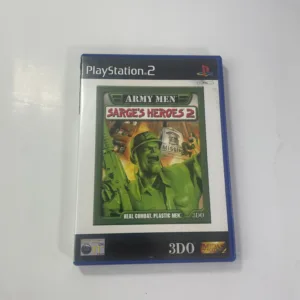 PlayStation 2
ARMY MEN
SARGE'S HEROES 2
REAL COMBAT. PLASTIC MEN.
3DO
3DO